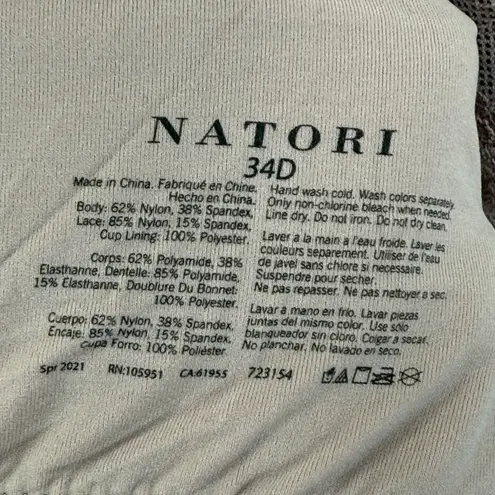 NATORI
34D
Made in China. Fabriqué en Chine.
Hecho en China.
Body: 62% Nylon, 38% Spandex,
Lace: 85% Nylon, 15% Spandex,
Cup Lining: 100% Polyester.
Corps: 62% Polyamide, 38%
Elasthanne, Dentelle: 85% Polyamide,
15% Elasthanne, Doublure Du Bonnet:
100% Polyester.
Cuerpo: 62% Nylon, 38% Spandex,
Encaje: 85% Nylon, 15% Spandex,
Cupa Forro: 100% Poliéster
Hand wash cold. Wash colors separately.
Only non-chlorine bleach when needed.
Line dry. Do not iron. Do not dry clean.
Laver a la main a l'eau froide. Laver les
couleurs separement. Utiliser de l'eau
de javel sans chlore si necessaire.
Suspendre pour secher.
Ne pas repasser. Ne pas nettoyer a sec.
Lavar a mano en frio. Lavar piezas
juntas del mismo color. Use solo
blanqueador sin cloro. Colgar a secar.
No planchar. No lavado en seco.
Spr 2021 RN:105951 CA:61955 723154